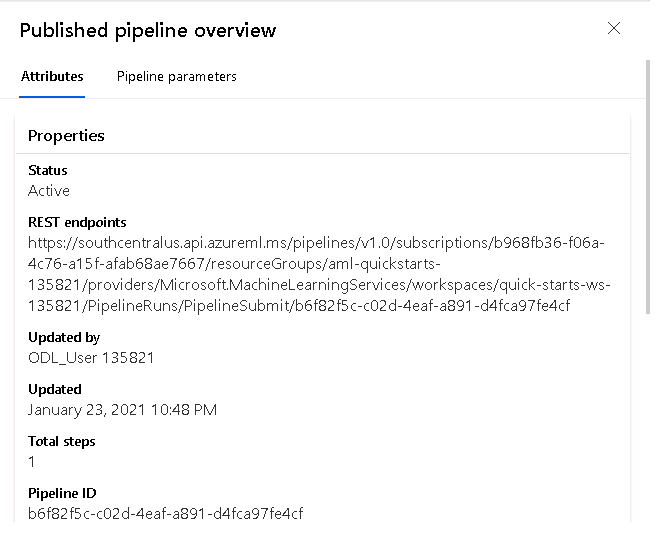 Published pipeline overview
Attributes
Pipeline parameters
Properties
Status
Active
REST endpoints
https://southcentralus.api.azureml.ms/pipelines/v1.0/subscriptions/b968fb36-f06a-
4c76-a15f-afab68ae7667/resourceGroups/aml-quickstarts-
135821/providers/Microsoft.MachineLearningServices/workspaces/quick-starts-ws-
135821/PipelineRuns/PipelineSubmit/b6f82f5c-c02d-4eaf-a891-d4fca97fe4cf
Updated by
ODL_User 135821
Updated
January 23, 2021 10:48 PM
Total steps
1
Pipeline ID
b6f82f5c-c02d-4eaf-a891-d4fca97fe4cf